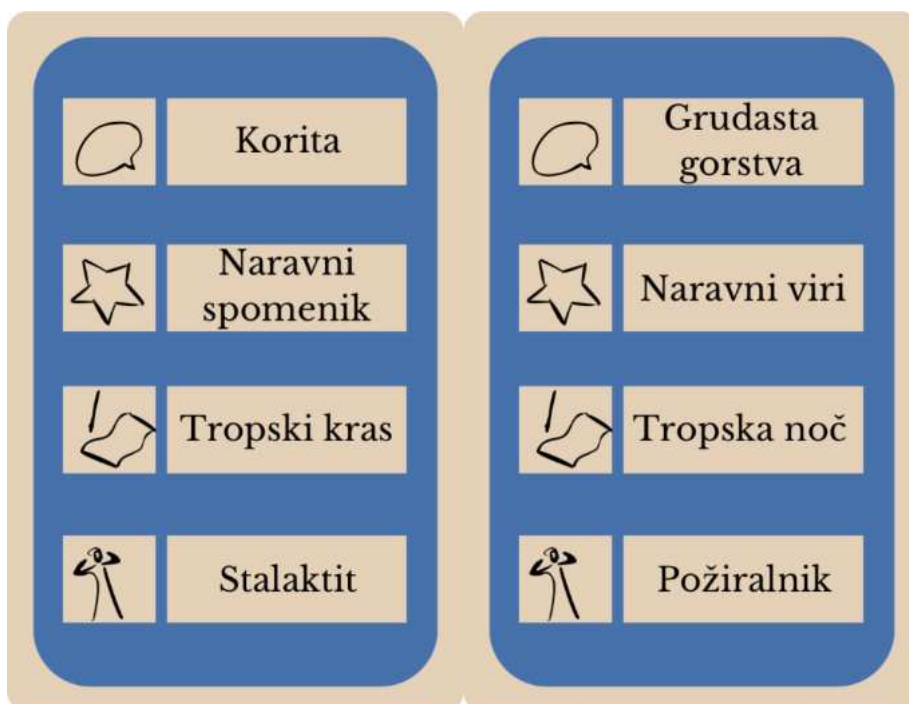 Korita
Naravni
spomenik
Tropski kras
Stalaktit
Grudasta
gorstva
Naravni viri
Tropska noč
Požiralnik